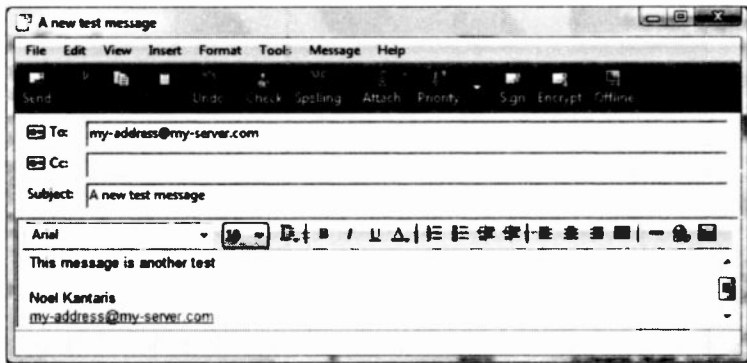 A new test message
File Edit View Insert Format Tools Message Help
Send Undo Check Spelling Attach Priority Sign Encrypt Offline
To: my-address@my-server.com
Cc:
Subject: A new test message
Arial 10 B I U A
This message is another test
Noel Kantaris
my-address@my-server.com